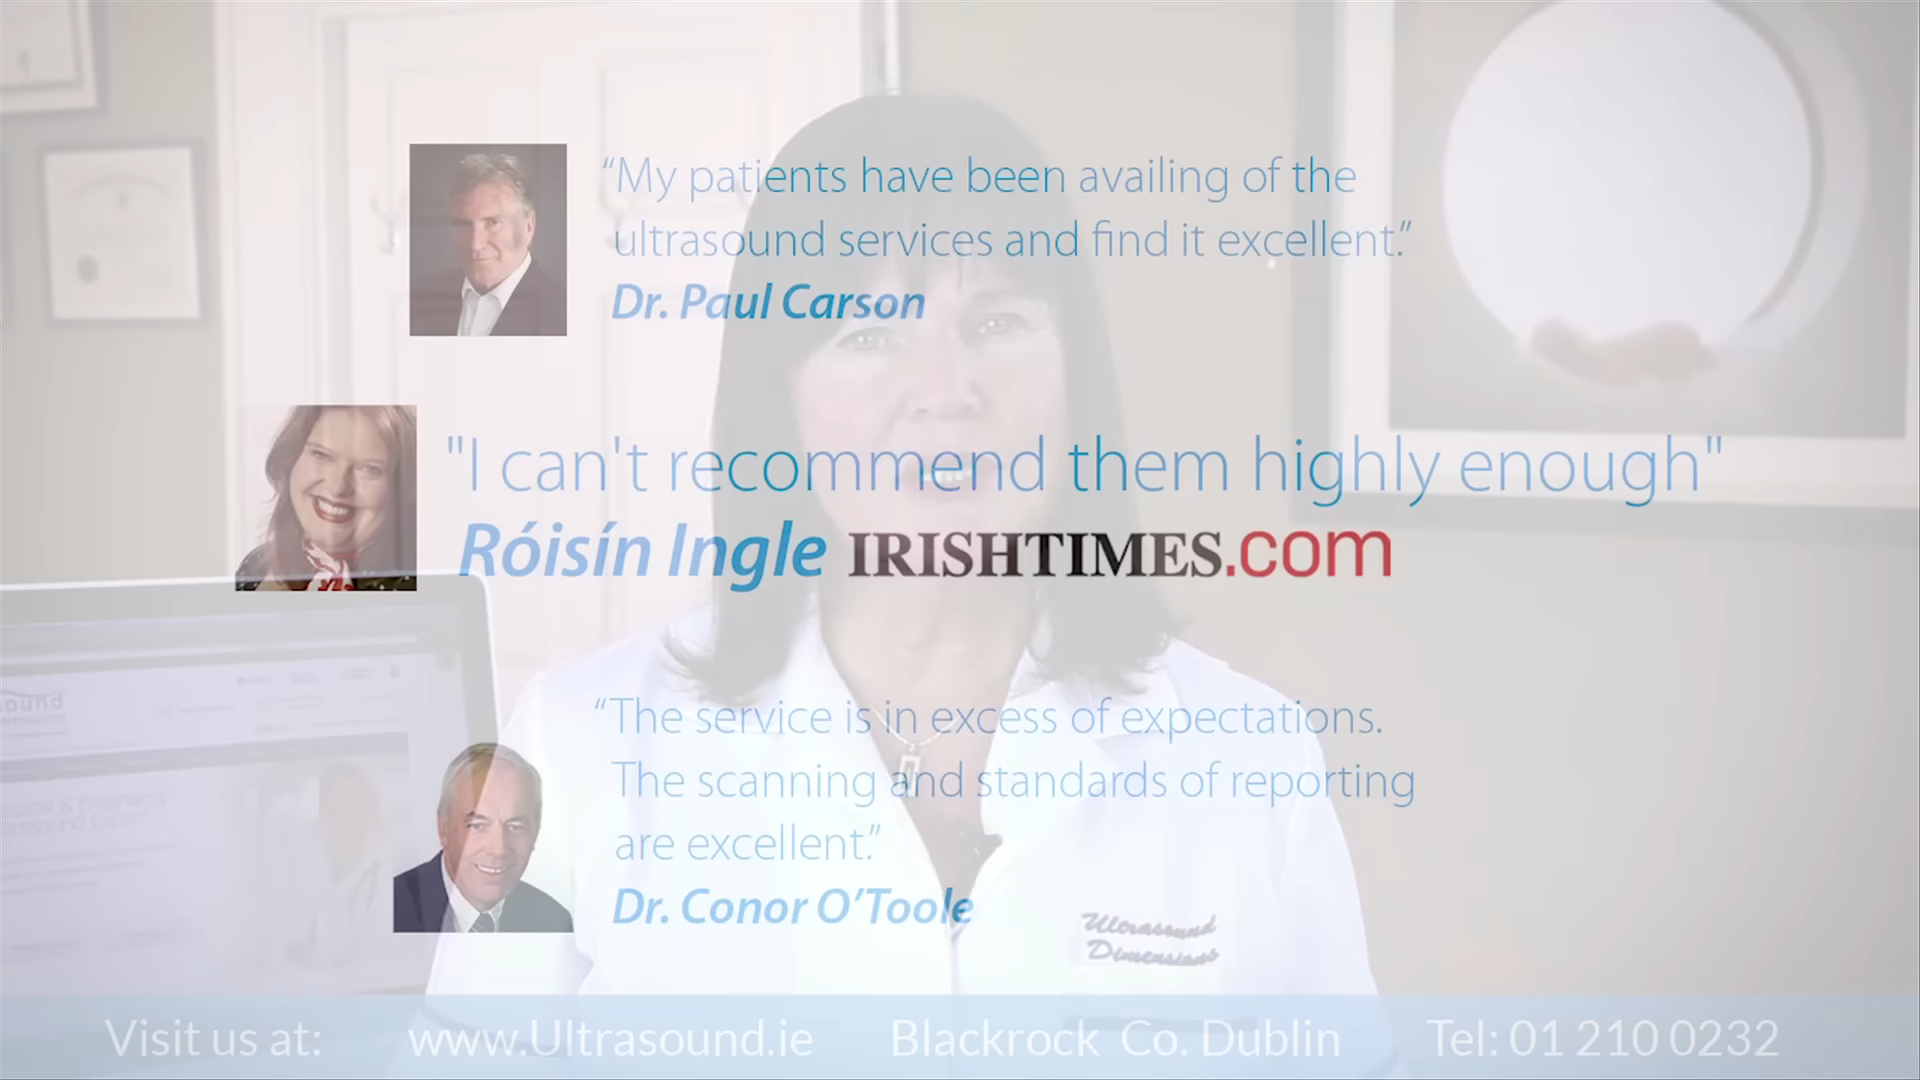 “My patients have been availing of the
ultrasound services and find it excellent.”
Dr. Paul Carson
"I can't recommend them highly enough"
Róisín Ingle IRISHTIMES.com
“The service is in excess of expectations.
The scanning and standards of reporting
are excellent.”
Dr. Conor O’Toole
Ultrasound
Dimensions
Visit us at: www.Ultrasound.ie Blackrock Co. Dublin Tel: 01 210 0232